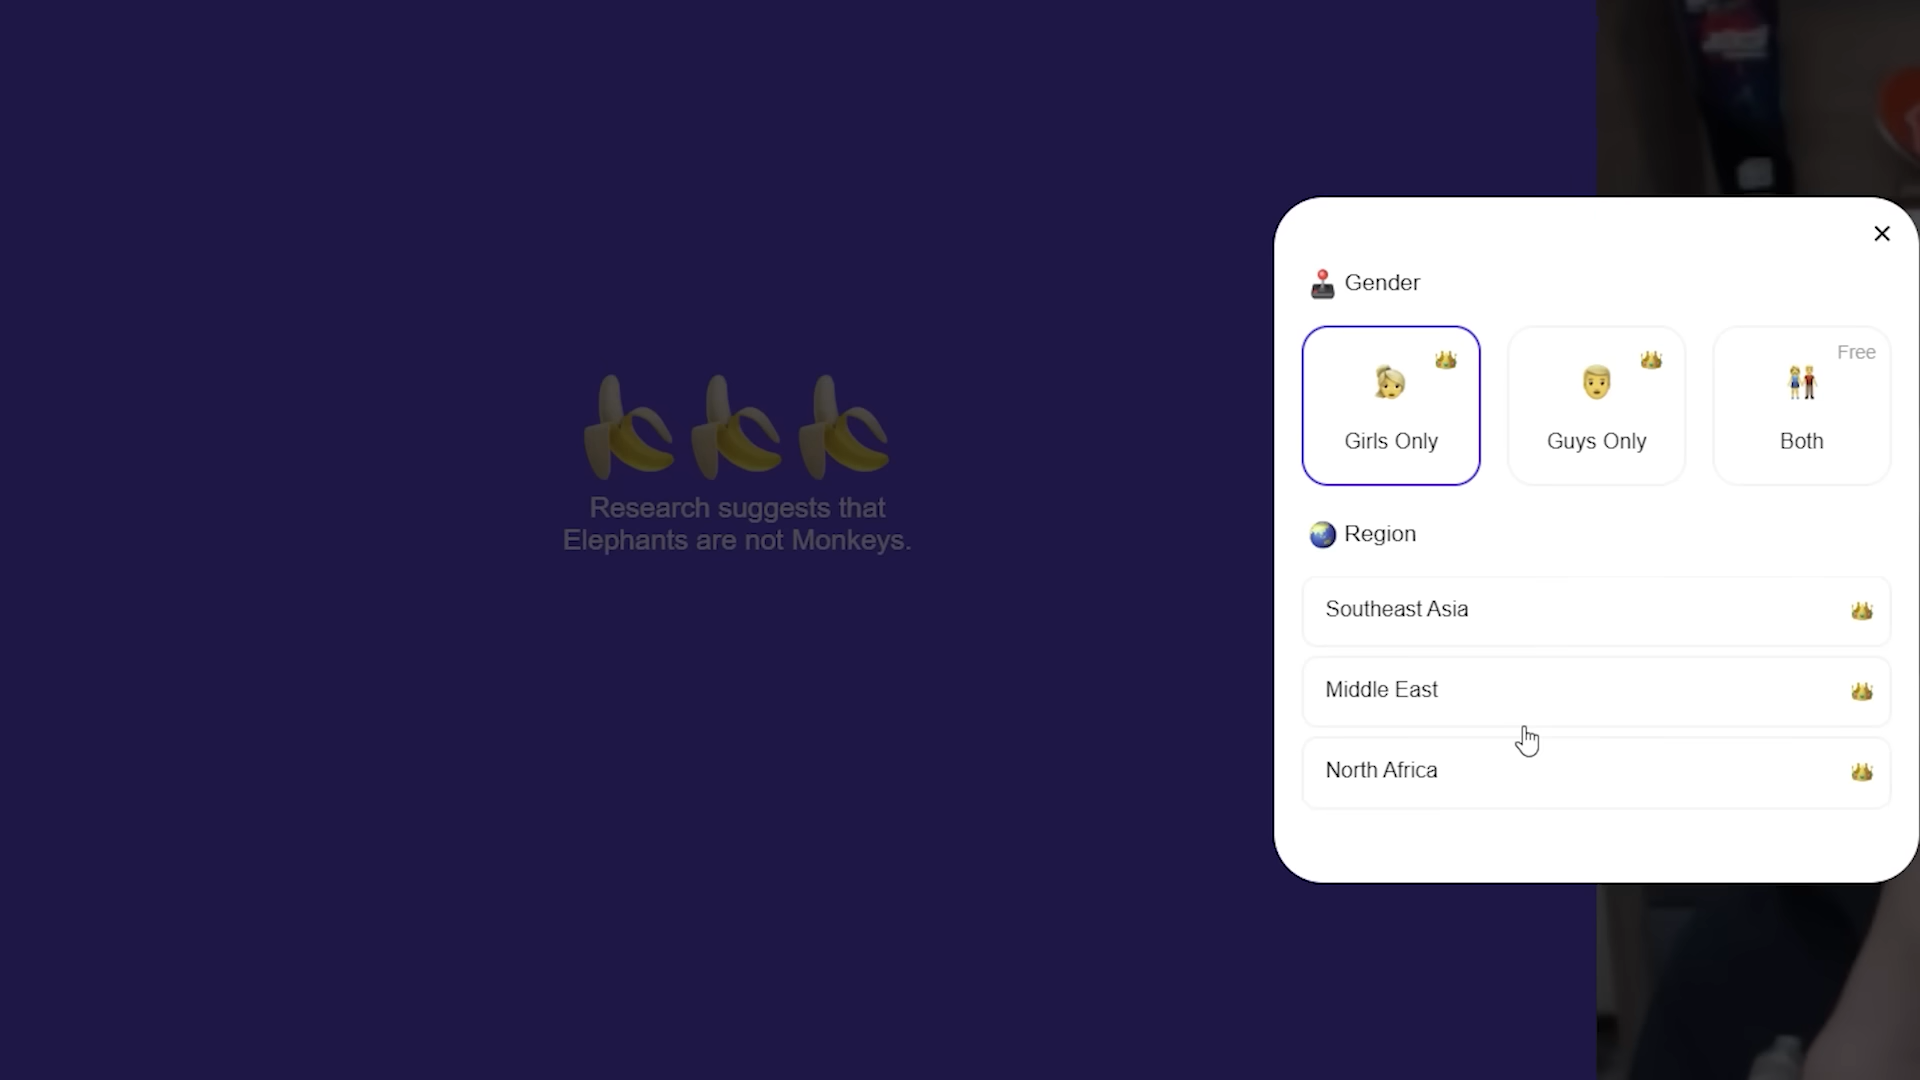 Research suggests that
Elephants are not Monkeys.
Gender
Girls Only
Guys Only
Free
Both
Region
Southeast Asia
Middle East
North Africa